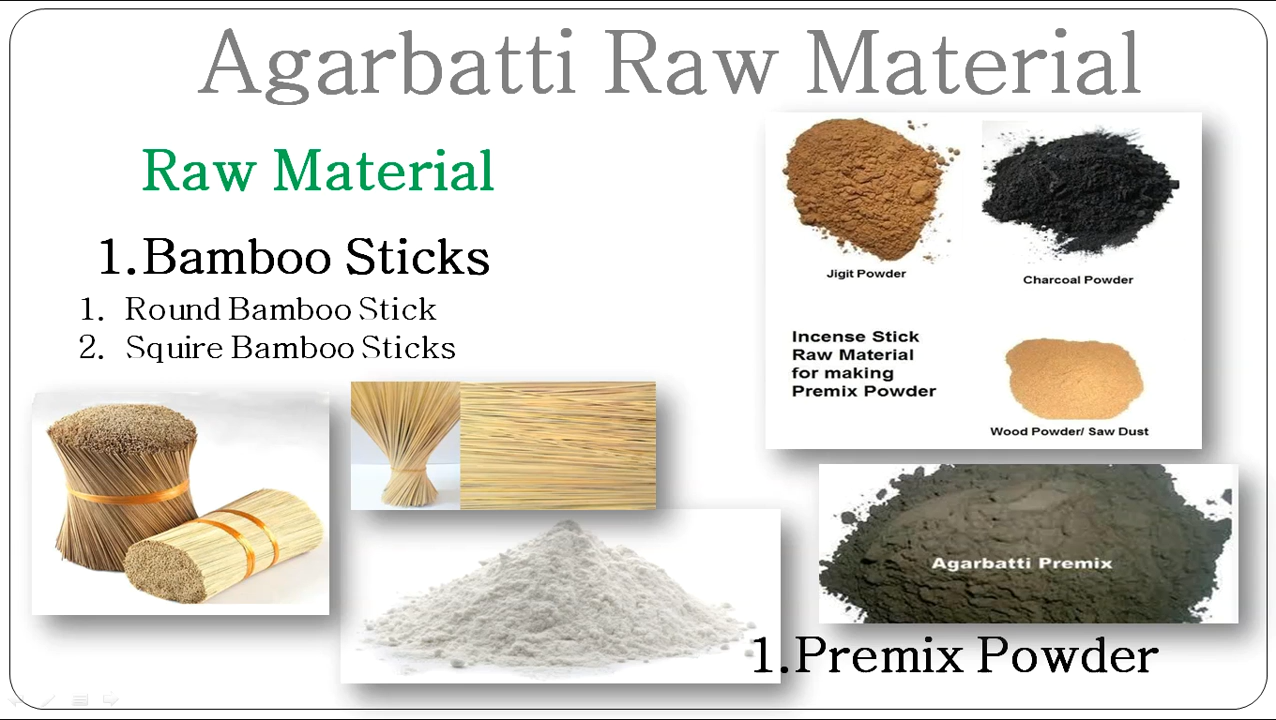 Agarbatti Raw Material
Raw Material
1.Bamboo Sticks
1. Round Bamboo Stick
2. Squire Bamboo Sticks
Jigit Powder
Charcoal Powder
Incense Stick
Raw Material
for making
Premix Powder
Wood Powder/ Saw Dust
Agarbatti Premix
1.Premix Powder